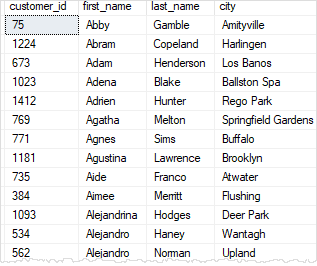 customer_id first_name last_name city
75 Abby Gamble Amityville
1224 Abram Copeland Harlingen
673 Adam Henderson Los Banos
1023 Adena Blake Ballston Spa
1412 Adrien Hunter Rego Park
769 Agatha Melton Springfield Gardens
771 Agnes Sims Buffalo
1181 Agustina Lawrence Brooklyn
735 Aide Franco Atwater
384 Aimee Merritt Flushing
1093 Alejandrina Hodges Deer Park
534 Alejandro Haney Wantagh
562 Alejandro Norman Upland